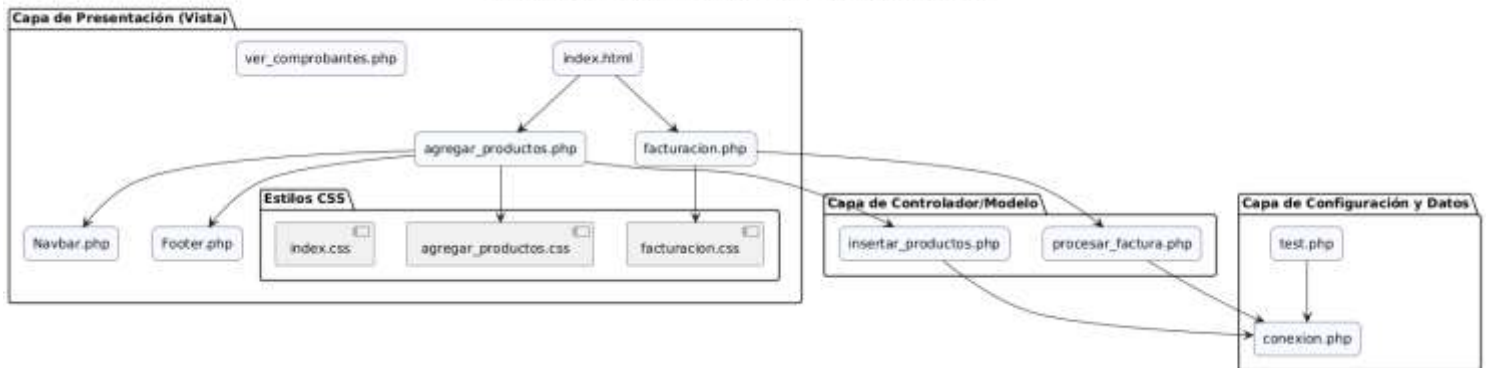 Capa de Presentación (Vista)
ver_comprobantes.php
index.html
agregar_productos.php
facturacion.php
Estilos CSS
Capa de Controlador/Modelo
Capa de Configuración y Datos
Navbar.php
Footer.php
index.css
agregar_productos.css
facturacion.css
insertar_productos.php
procesar_factura.php
test.php
conexion.php